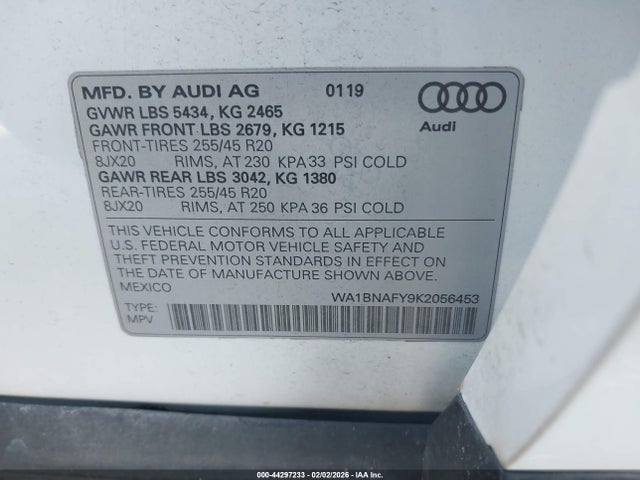 MFD. BY AUDI AG 0119
GVWR LBS 5434, KG 2465
GAWR FRONT LBS 2679, KG 1215
FRONT-TIRES 255/45 R20
8JX20 RIMS, AT 230 KPA 33 PSI COLD
GAWR REAR LBS 3042, KG 1380
REAR-TIRES 255/45 R20
8JX20 RIMS, AT 250 KPA 36 PSI COLD
Audi
THIS VEHICLE CONFORMS TO ALL APPLICABLE
U.S. FEDERAL MOTOR VEHICLE SAFETY AND
THEFT PREVENTION STANDARDS IN EFFECT ON
THE DATE OF MANUFACTURE SHOWN ABOVE.
MEXICO
WA1BNAFY9K2056453
TYPE:
MPV
000-44297233 - 02/02/2026 - IAA Inc.